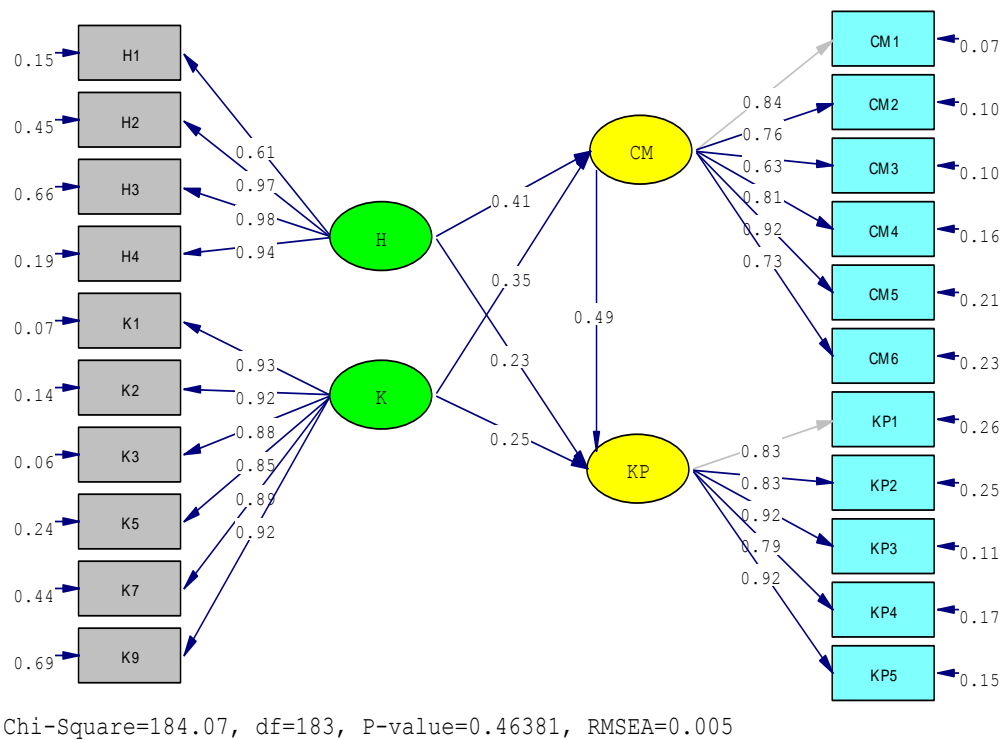 0.15
H1
0.45
H2
0.66
H3
0.19
H4
0.07
K1
0.14
K2
0.06
K3
0.24
K5
0.44
K7
0.69
K9
0.61
0.97
0.98
0.94
0.93
0.92
0.88
0.85
0.89
0.92
H
K
0.41
0.35
0.23
0.25
0.49
CM
KP
0.84
0.76
0.63
0.81
0.92
0.73
0.83
0.83
0.92
0.79
0.92
CM1
0.07
CM2
0.10
CM3
0.10
CM4
0.16
CM5
0.21
CM6
0.23
KP1
0.26
KP2
0.25
KP3
0.11
KP4
0.17
KP5
0.15
Chi-Square=184.07, df=183, P-value=0.46381, RMSEA=0.005